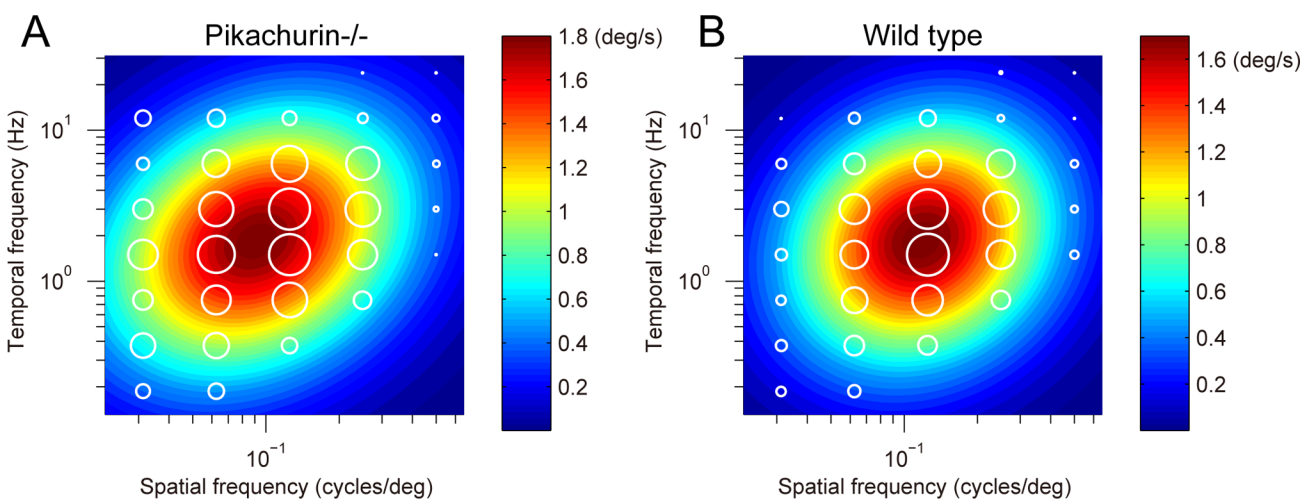 A
Pikachurin-/-
1.8 (deg/s)
1.6
1.4
1.2
1
0.8
0.6
0.4
0.2
10^1
10^0
Temporal frequency (Hz)
10^-1
Spatial frequency (cycles/deg)
B
Wild type
1.6 (deg/s)
1.4
1.2
1
0.8
0.6
0.4
0.2
10^1
10^0
Temporal frequency (Hz)
10^-1
Spatial frequency (cycles/deg)